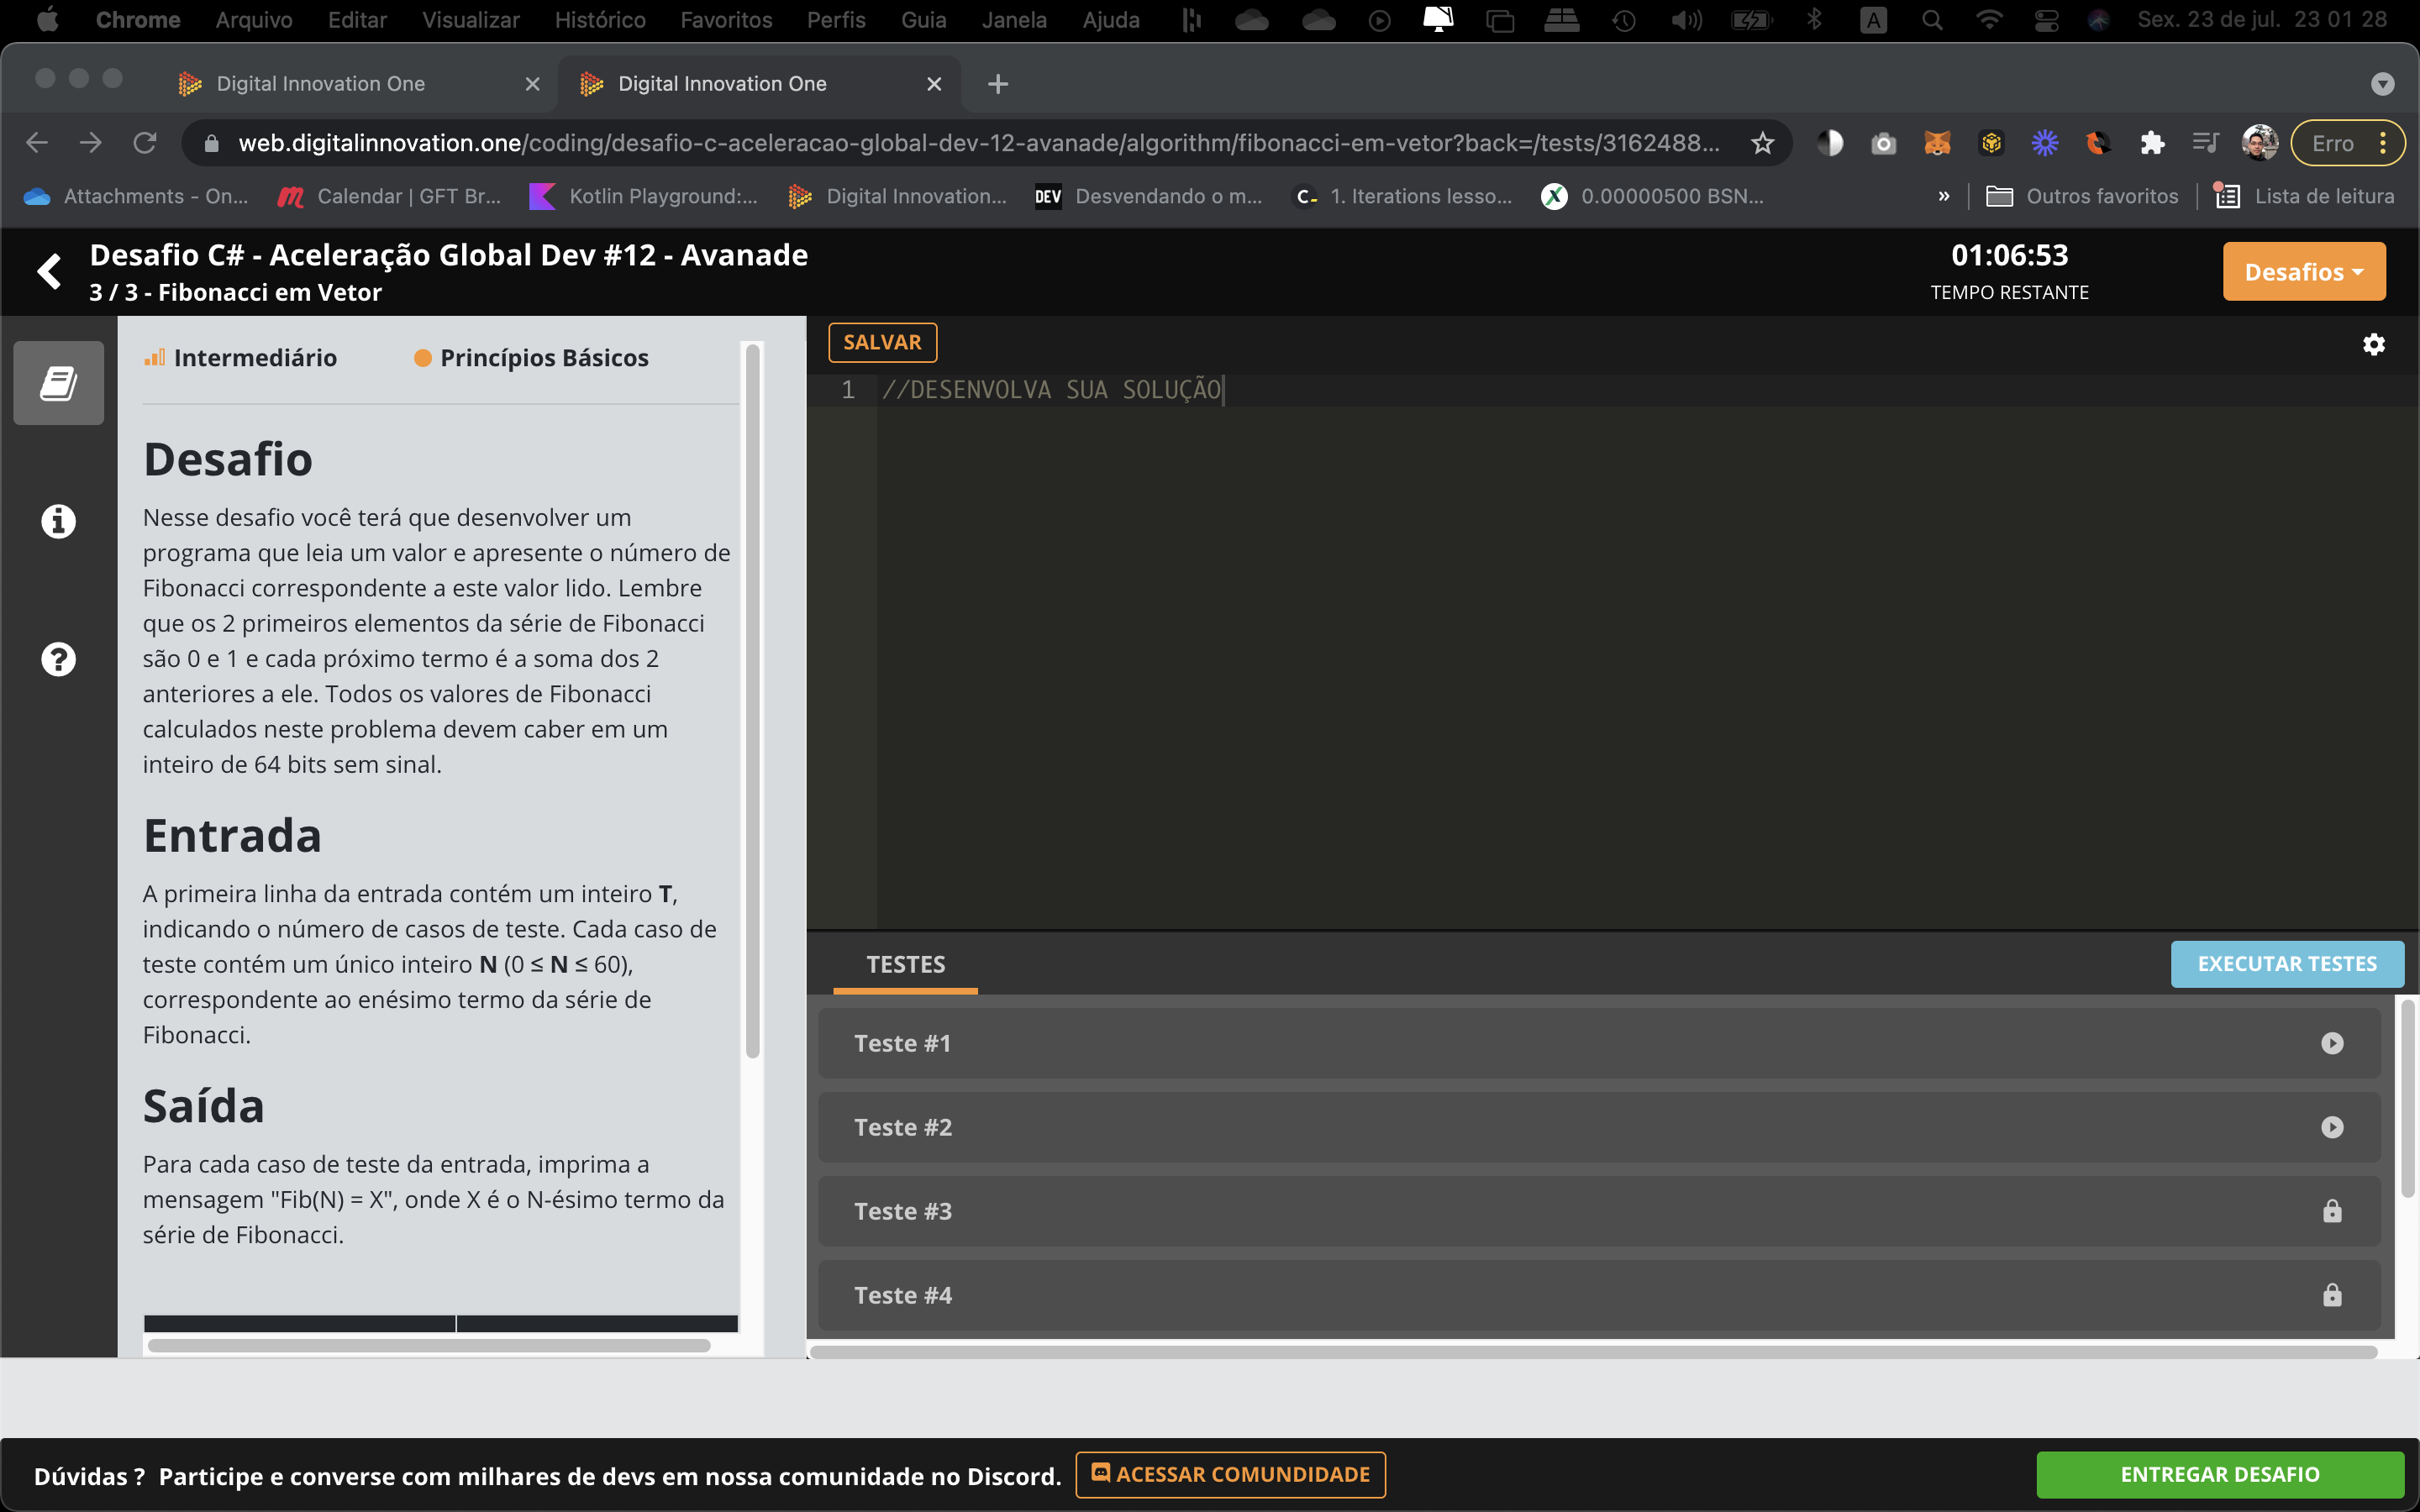 Chrome Arquivo Editar Visualizar Histórico Favoritos Perfis Guia Janela Ajuda A Sex. 23 de jul. 23 01 28
Digital Innovation One
Digital Innovation One
web.digitalinnovation.one/coding/desafio-c-aceleracao-global-dev-12-avanade/algorithm/fibonacci-em-vetor?back=/tests/3162488...
Erro
Attachments - On...
Calendar | GFT Br...
Kotlin Playground:...
Digital Innovation...
DEV Desvendando o m...
C- 1. Iterations lesso...
X 0.00000500 BSN...
»
Outros favoritos
Lista de leitura
Desafio C# - Aceleração Global Dev #12 - Avanade
3 / 3 - Fibonacci em Vetor
01:06:53
TEMPO RESTANTE
Desafios
Intermediário
Princípios Básicos
Desafio
Nesse desafio você terá que desenvolver um
programa que leia um valor e apresente o número de
Fibonacci correspondente a este valor lido. Lembre
que os 2 primeiros elementos da série de Fibonacci
são 0 e 1 e cada próximo termo é a soma dos 2
anteriores a ele. Todos os valores de Fibonacci
calculados neste problema devem caber em um
inteiro de 64 bits sem sinal.
Entrada
A primeira linha da entrada contém um inteiro T,
indicando o número de casos de teste. Cada caso de
teste contém um único inteiro N (0 ≤ N ≤ 60),
correspondente ao enésimo termo da série de
Fibonacci.
Saída
Para cada caso de teste da entrada, imprima a
mensagem "Fib(N) = X", onde X é o N-ésimo termo da
série de Fibonacci.
SALVAR
1 //DESENVOLVA SUA SOLUÇÃO
TESTES
EXECUTAR TESTES
Teste #1
Teste #2
Teste #3
Teste #4
Dúvidas ? Participe e converse com milhares de devs em nossa comunidade no Discord.
ACESSAR COMUNDIDADE
ENTREGAR DESAFIO